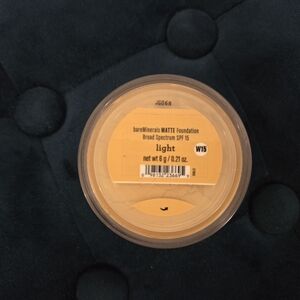 bareMinerals MATTE Foundation
Broad Spectrum SPF 15
light
W15
net wt 6 g / 0.21 oz.